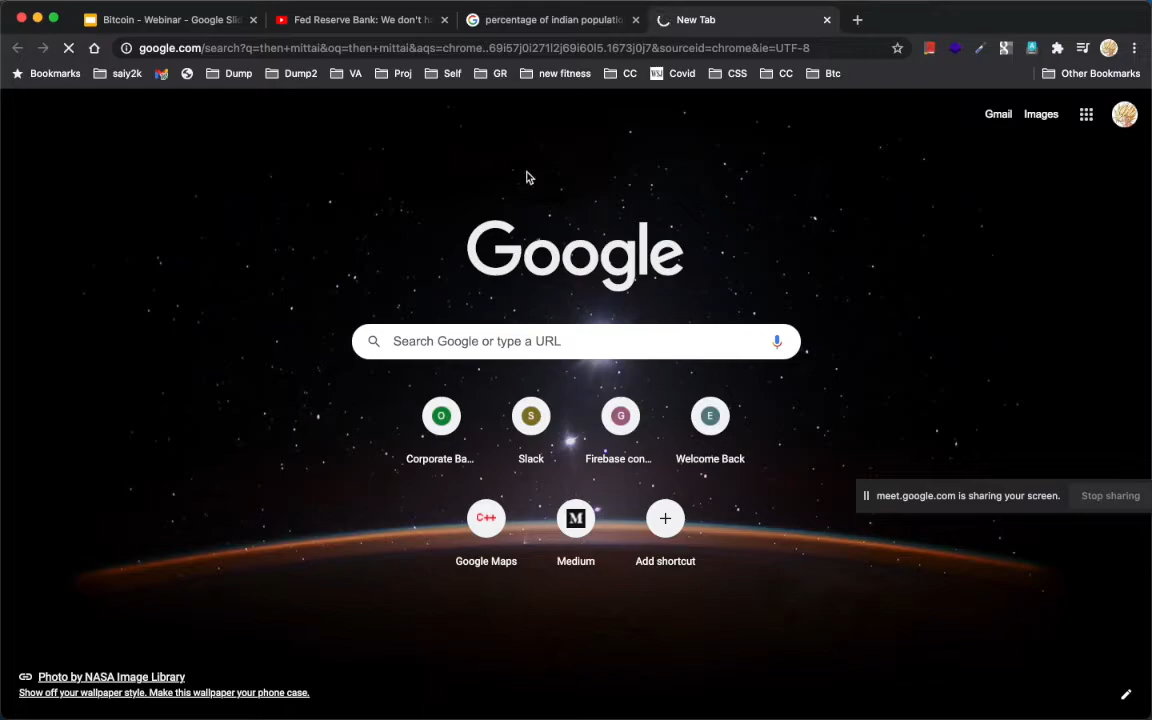 Bitcoin - Webinar - Google Slid
Fed Reserve Bank: We don't ha
percentage of indian populatio
New Tab
google.com/search?q=then+mittai&oq=then+mittai&aqs=chrome..69i57j0i271l2j69i60l5.1673j0j7&sourceid=chrome&ie=UTF-8
Bookmarks saiy2k Dump Dump2 VA Proj Self GR new fitness CC WSJ Covid CSS CC Btc Other Bookmarks
Gmail Images
Google
Search Google or type a URL
O S G E
Corporate Ba... Slack Firebase con... Welcome Back
meet.google.com is sharing your screen. Stop sharing
C++ M
Google Maps Medium Add shortcut
Photo by NASA Image Library
Show off your wallpaper style. Make this wallpaper your phone case.